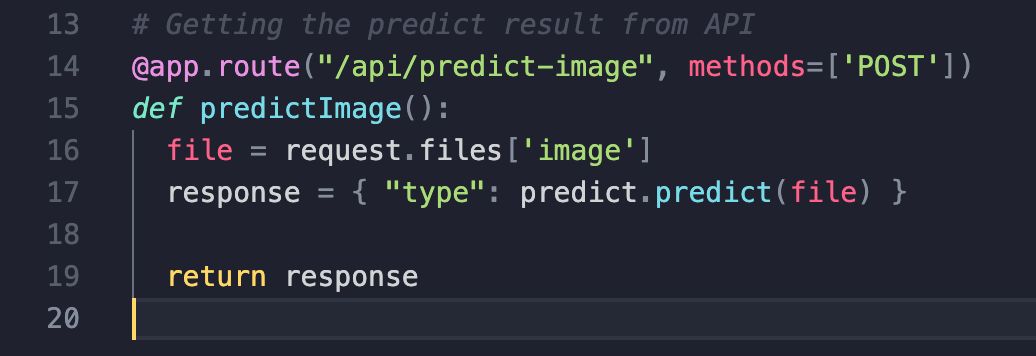 13 # Getting the predict result from API
14 @app.route("/api/predict-image", methods=['POST'])
15 def predictImage():
16   file = request.files['image']
17   response = { "type": predict.predict(file) }
18
19   return response
20